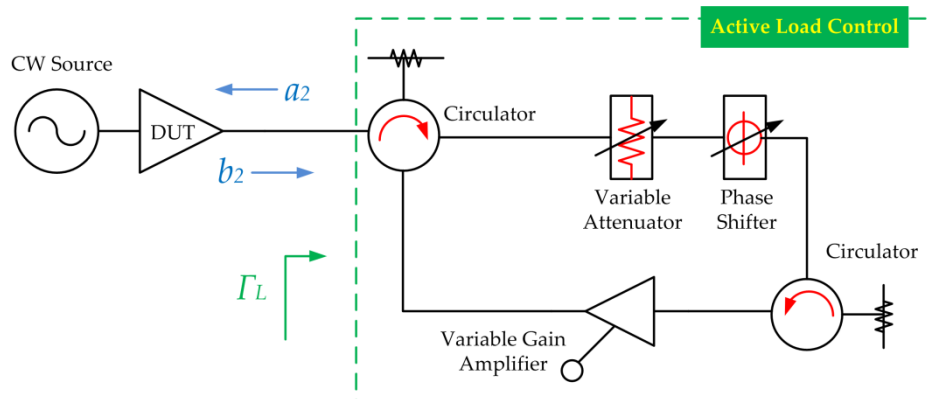 Active Load Control
CW Source
a2
Circulator
DUT
b2
Variable
Attenuator
Phase
Shifter
Circulator
ΓL
Variable Gain
Amplifier